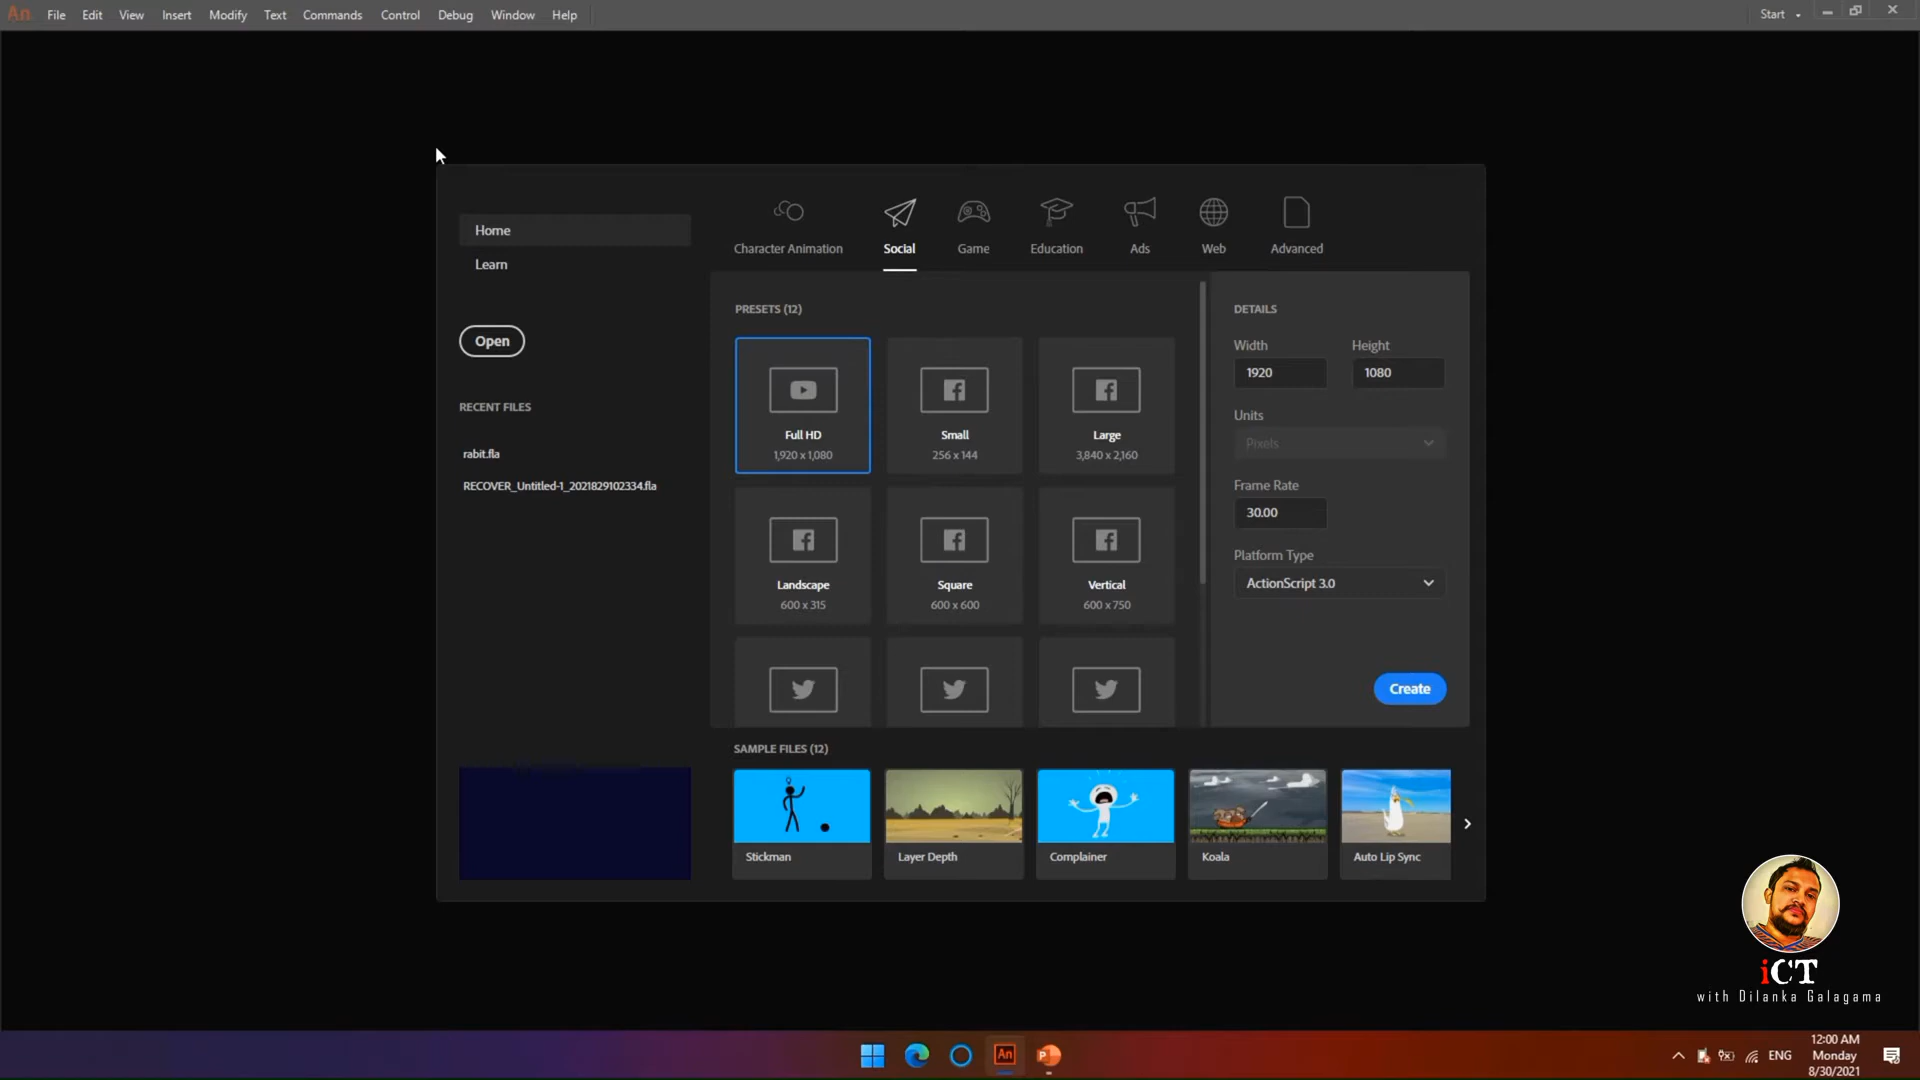 An File Edit View Insert Modify Text Commands Control Debug Window Help Start
Home
Learn
Open
RECENT FILES
rabit.fla
RECOVER_Untitled-1_2021829102334.fla
Character Animation Social Game Education Ads Web Advanced
PRESETS (12)
Full HD Small Large
1,920 x 1,080 256 x 144 3,840 x 2,160
Landscape Square Vertical
600 x 315 600 x 600 600 x 750
DETAILS
Width Height
1920 1080
Units
Pixels
Frame Rate
30.00
Platform Type
ActionScript 3.0
Create
SAMPLE FILES (12)
Stickman Layer Depth Complainer Koala Auto Lip Sync
iCT
with Dilanka Galagama
An
P
ENG
12:00 AM
Monday
8/30/2021